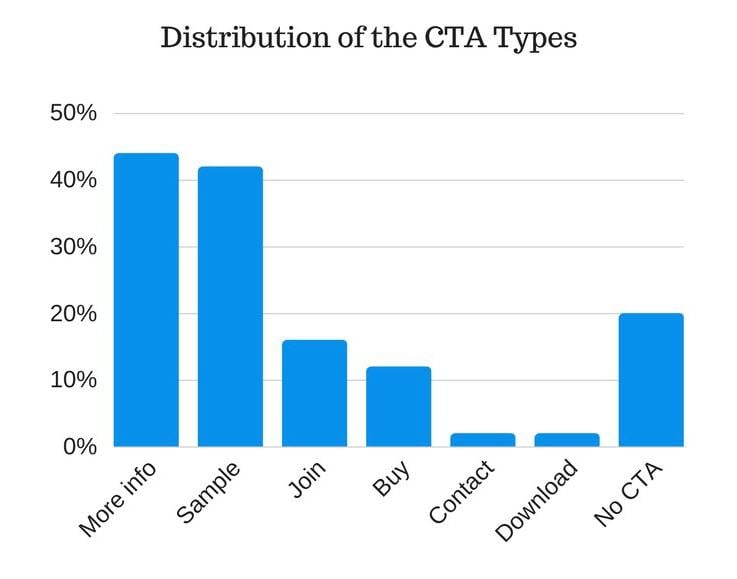 Distribution of the CTA Types
50%
40%
30%
20%
10%
0%
More info
Sample
Join
Buy
Contact
Download
No CTA